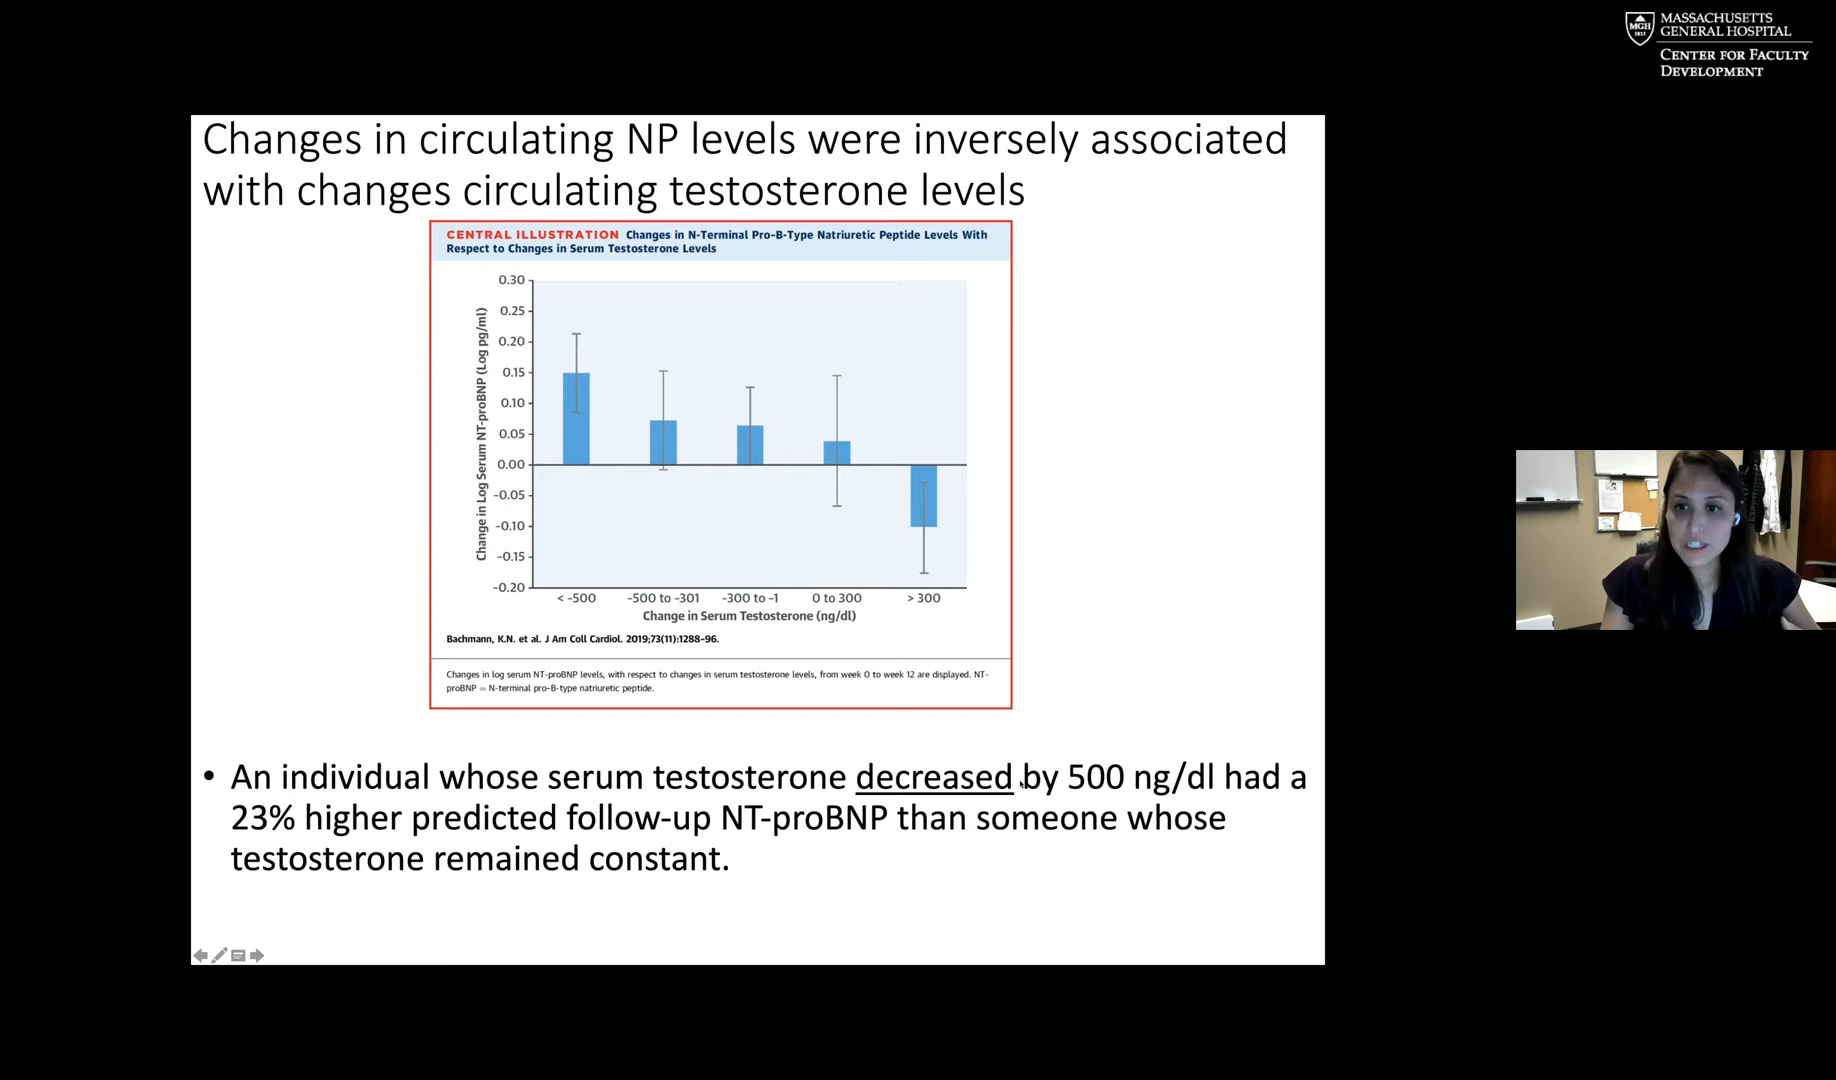 MASSACHUSETTS
GENERAL HOSPITAL
CENTER FOR FACULTY
DEVELOPMENT
MGH
1811
Changes in circulating NP levels were inversely associated
with changes circulating testosterone levels
CENTRAL ILLUSTRATION Changes in N-Terminal Pro-B-Type Natriuretic Peptide Levels With
Respect to Changes in Serum Testosterone Levels
Change in Log Serum NT-proBNP (Log pg/ml)
0.30
0.25
0.20
0.15
0.10
0.05
0.00
-0.05
-0.10
-0.15
-0.20
< -500 -500 to -301 -300 to -1 0 to 300 > 300
Change in Serum Testosterone (ng/dl)
Bachmann, K.N. et al. J Am Coll Cardiol. 2019;73(11):1288-96.
Changes in log serum NT-proBNP levels, with respect to changes in serum testosterone levels, from week 0 to week 12 are displayed. NT-
proBNP = N-terminal pro-B-type natriuretic peptide.
• An individual whose serum testosterone decreased by 500 ng/dl had a
23% higher predicted follow-up NT-proBNP than someone whose
testosterone remained constant.